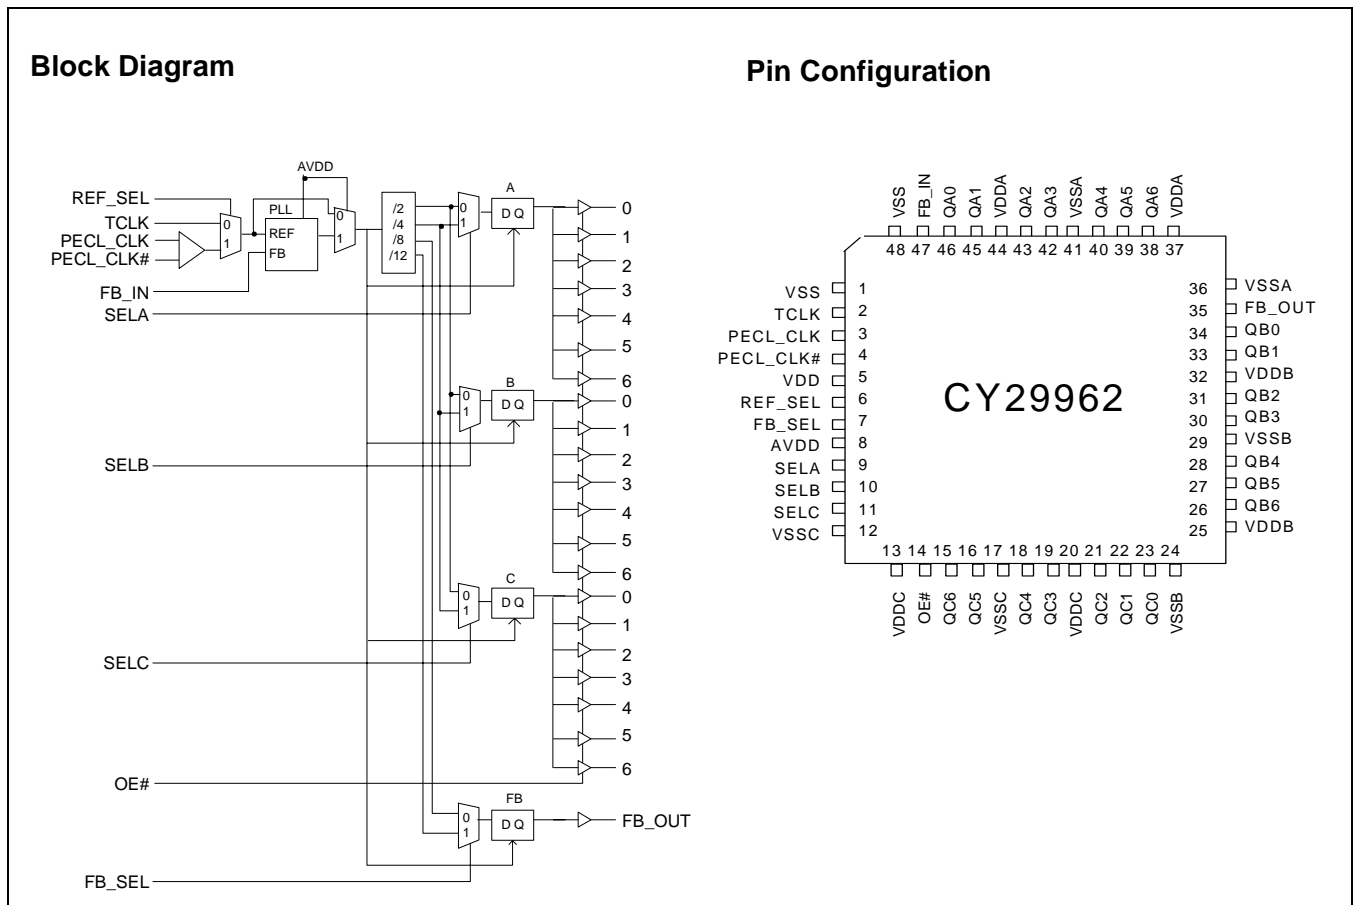 Block Diagram
Pin Configuration
AVDD
REF_SEL
TCLK
PECL_CLK
PECL_CLK#
FB_IN
SELA
PLL
REF
FB
0
1
0
1
/2
/4
/8
/12
0
1
A
D Q
0
1
2
3
4
5
6
SELB
0
1
B
D Q
0
1
2
3
4
5
6
SELC
0
1
C
D Q
0
1
2
3
4
5
6
OE#
FB_SEL
0
1
FB
D Q
FB_OUT
CY29962
VSS 1
TCLK 2
PECL_CLK 3
PECL_CLK# 4
VDD 5
REF_SEL 6
FB_SEL 7
AVDD 8
SELA 9
SELB 10
SELC 11
VSSC 12
13 VDDC
14 OE#
15 QC6
16 QC5
17 VSSC
18 QC4
19 QC3
20 VDDC
21 QC2
22 QC1
23 QC0
24 VSSB
36 VSSA
35 FB_OUT
34 QB0
33 QB1
32 VDDB
31 QB2
30 QB3
29 VSSB
28 QB4
27 QB5
26 QB6
25 VDDB
VSS 48
FB_IN 47
QA0 46
QA1 45
VDDA 44
QA2 43
QA3 42
VSSA 41
QA4 40
QA5 39
QA6 38
VDDA 37